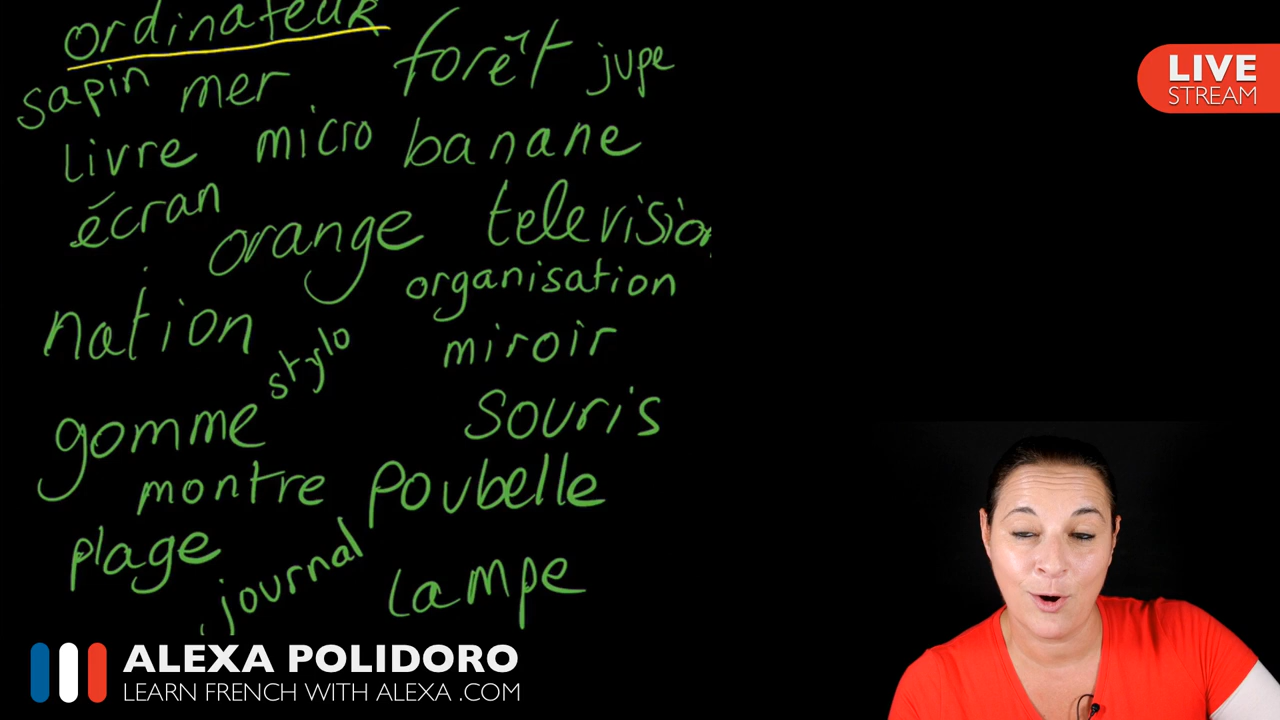 ordinateur
sapin mer forêt jupe
livre micro banane
écran orange television
organisation
nation stylo miroir
gomme souris
montre poubelle
plage journal lampe
LIVE
STREAM
ALEXA POLIDORO
LEARN FRENCH WITH ALEXA .COM